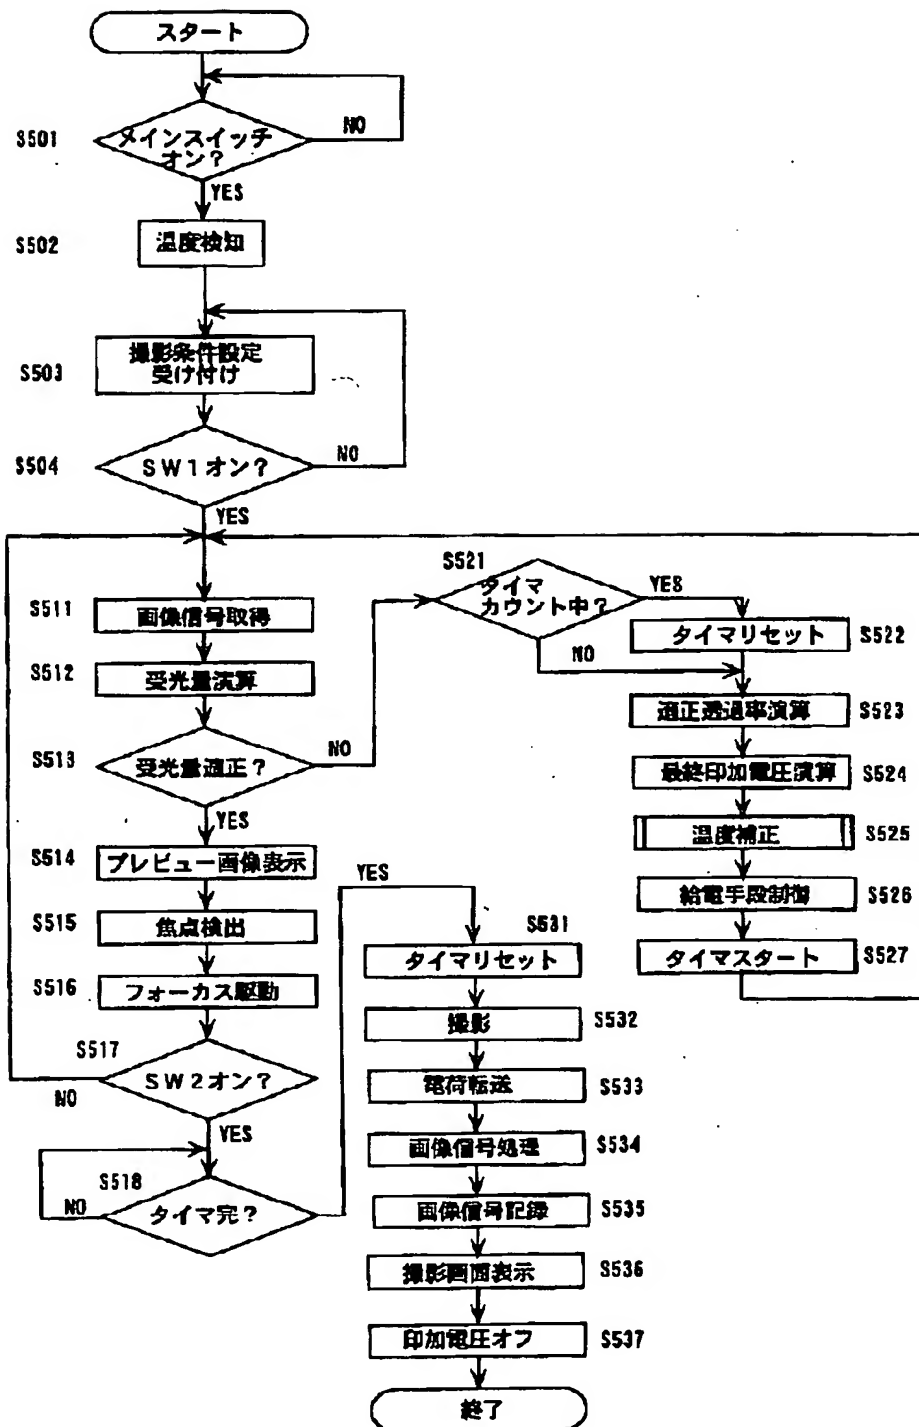 スタート
S501
メインスイッチ
オン？
NO
YES
S502
温度検知
S503
撮影条件設定
受け付け
S504
SW1オン？
NO
YES
S511
画像信号取得
S512
受光量演算
S513
受光量適正？
NO
YES
S514
プレビュー画像表示
S515
焦点検出
S516
フォーカス駆動
S517
SW2オン？
NO
YES
S518
タイマ完？
NO
YES
S521
タイマ
カウント中？
YES
NO
タイマリセット
S522
適正透過率演算
S523
最終印加電圧演算
S524
温度補正
S525
給電手段制御
S526
タイマスタート
S527
S531
タイマリセット
撮影
S532
電荷転送
S533
画像信号処理
S534
画像信号記録
S535
撮影画面表示
S536
印加電圧オフ
S537
終了